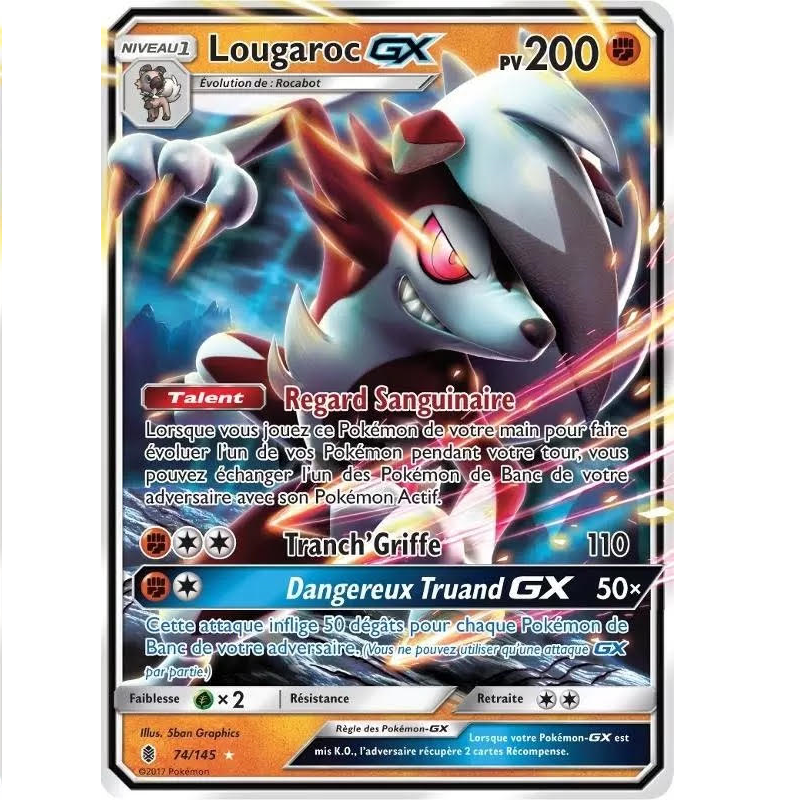 NIVEAU 1
Lougaroc GX
PV 200
Évolution de : Rocabot
Talent Regard Sanguinaire
Lorsque vous jouez ce Pokémon de votre main pour faire
évoluer l'un de vos Pokémon pendant votre tour, vous
pouvez échanger l'un des Pokémon de Banc de votre
adversaire avec son Pokémon Actif.
Tranch'Griffe 110
Dangereux Truand GX 50×
Cette attaque inflige 50 dégâts pour chaque Pokémon de
Banc de votre adversaire. (Vous ne pouvez utiliser qu'une attaque GX
par partie.)
Faiblesse × 2 Résistance Retraite
Illus. 5ban Graphics
Règle des Pokémon-GX Lorsque votre Pokémon-GX est
mis K.O., l'adversaire récupère 2 cartes Récompense.
74/145
©2017 Pokémon